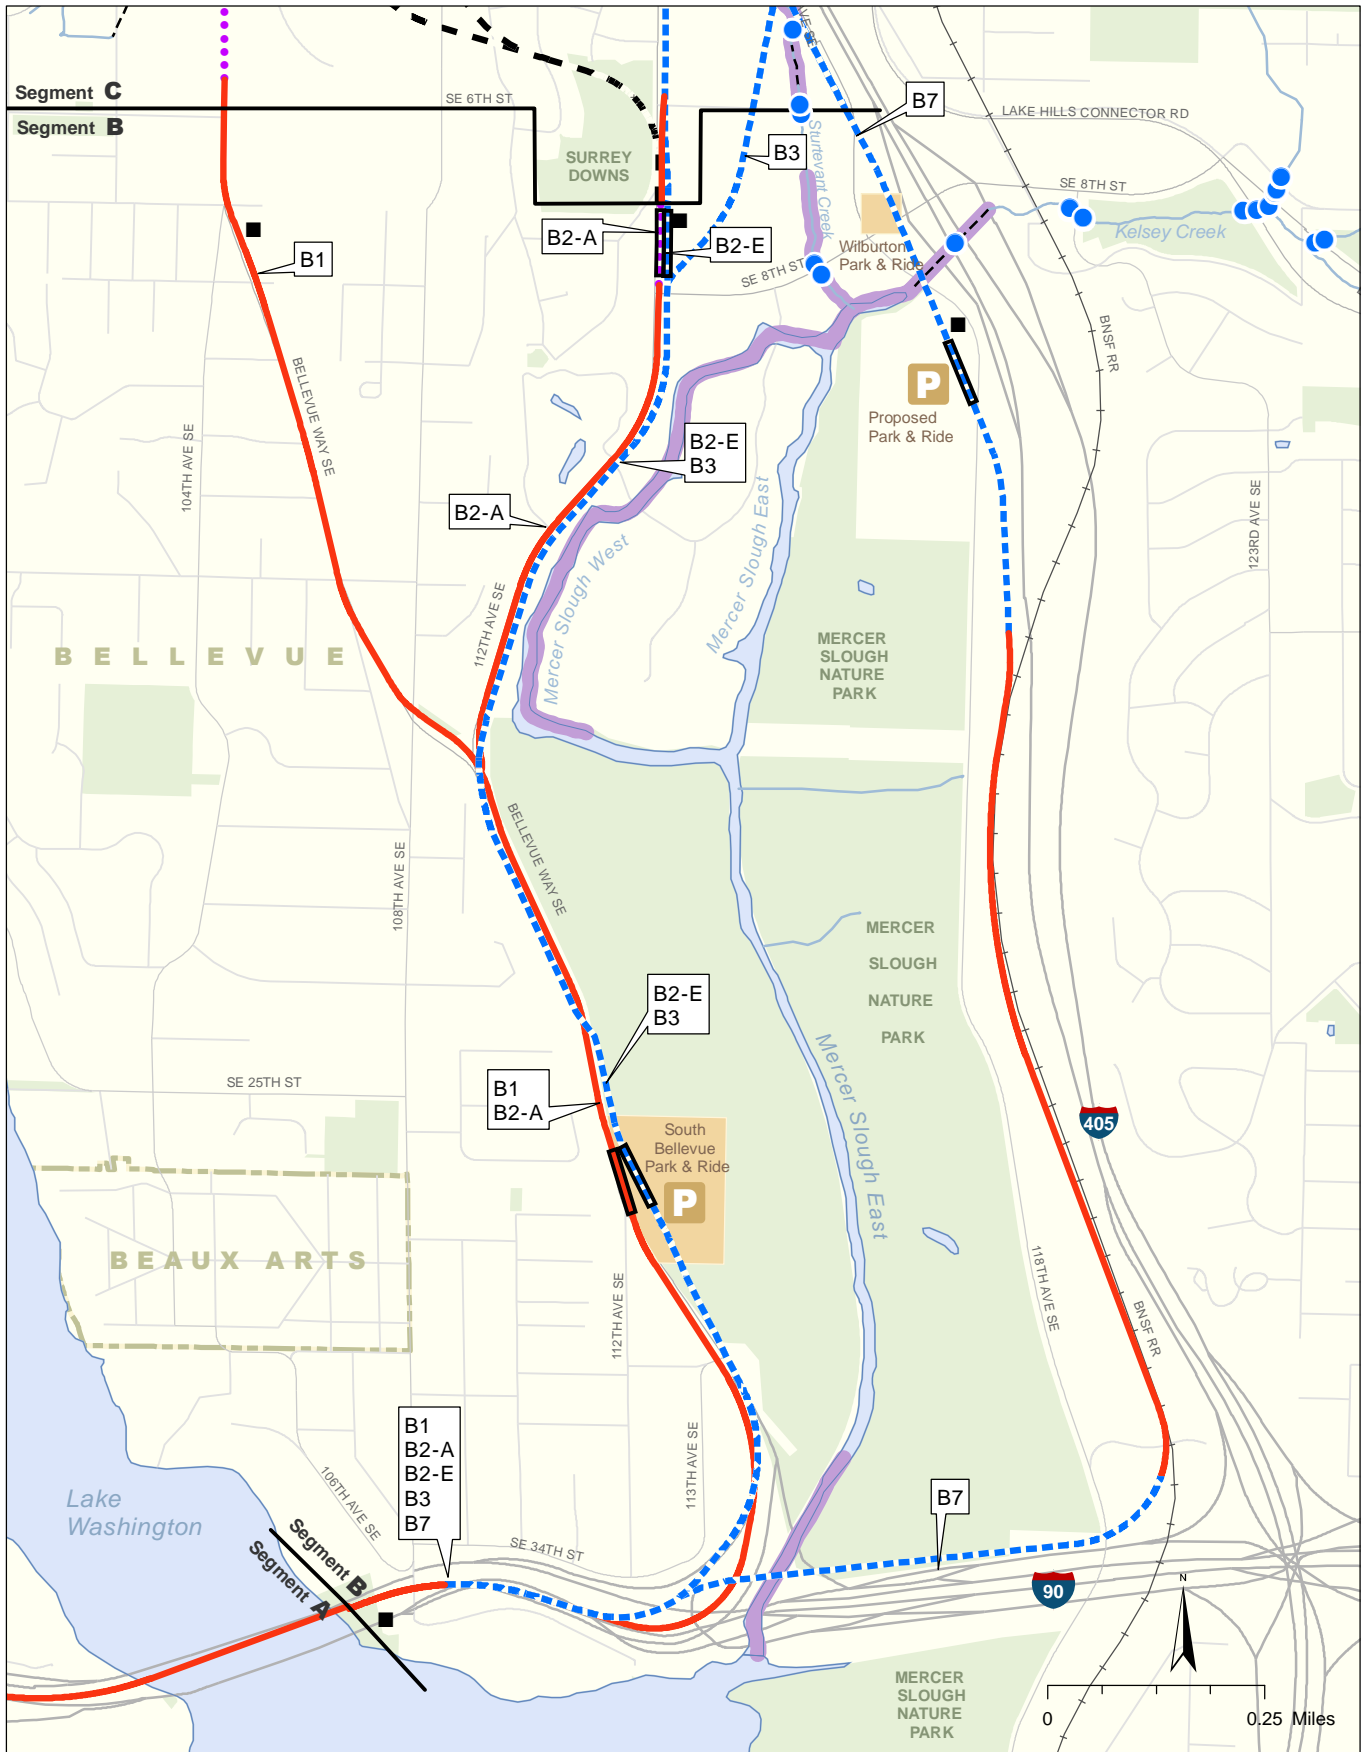 AVE SE
Segment C
Segment B
SE 6TH ST
B7
LAKE HILLS CONNECTOR RD
B3
SURREY
DOWNS
Sturtevant Creek
SE 8TH ST
Kelsey Creek
B2-A
B2-E
Wilburton
Park & Ride
SE 8TH ST
B1
BNSF RR
BELLEVUE WAY SE
P
Proposed
Park & Ride
104TH AVE SE
B2-E
B3
Mercer Slough East
123RD AVE SE
B2-A
Mercer Slough West
112TH AVE SE
BELLEVUE
MERCER
SLOUGH
NATURE
PARK
BELLEVUE WAY SE
108TH AVE SE
MERCER
SLOUGH
NATURE
PARK
B2-E
B3
Mercer Slough East
SE 25TH ST
B1
B2-A
405
South
Bellevue
Park & Ride
P
BEAUX ARTS
118TH AVE SE
112TH AVE SE
BNSF RR
B1
B2-A
B2-E
B3
B7
113TH AVE SE
106TH AVE SE
B7
Lake
Washington
SE 34TH ST
Segment B
Segment A
90
N
MERCER
SLOUGH
NATURE
PARK
0
0.25 Miles